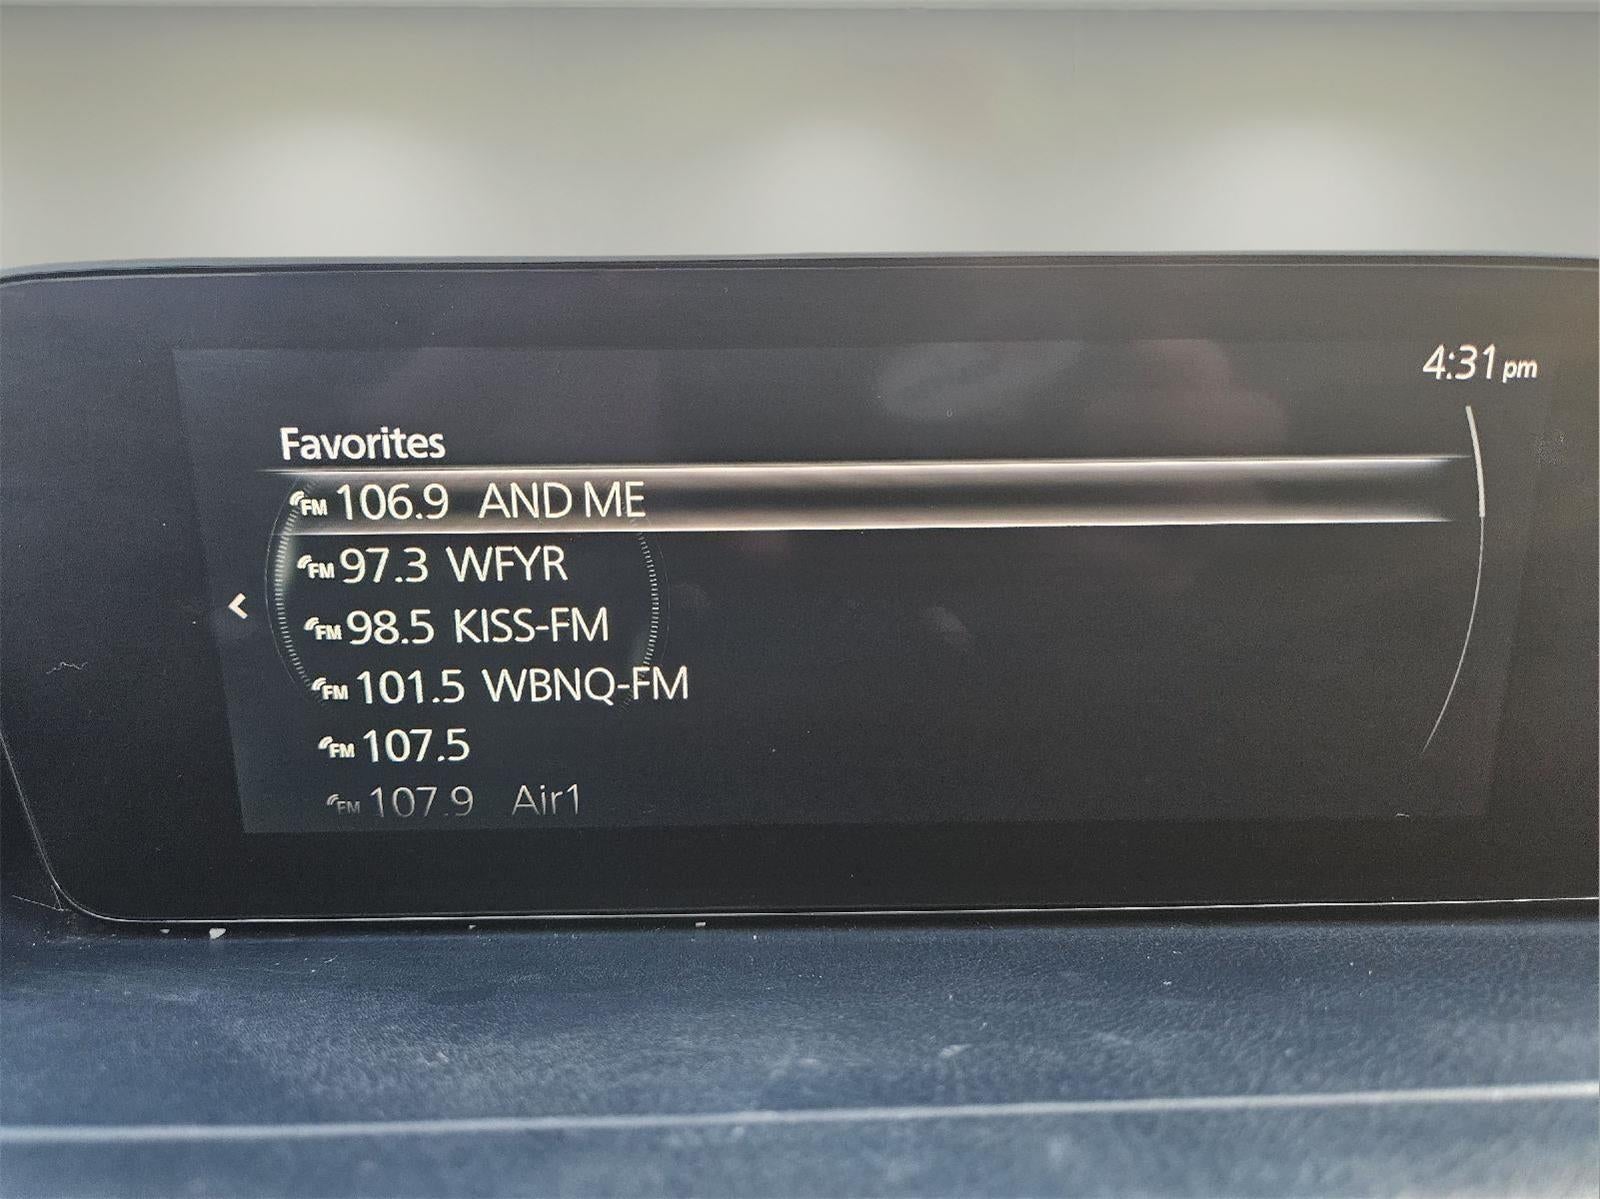 4:31 pm
Favorites
FM 106.9 AND ME
FM 97.3 WFYR
FM 98.5 KISS-FM
FM 101.5 WBNQ-FM
FM 107.5
FM 107.9 Air1